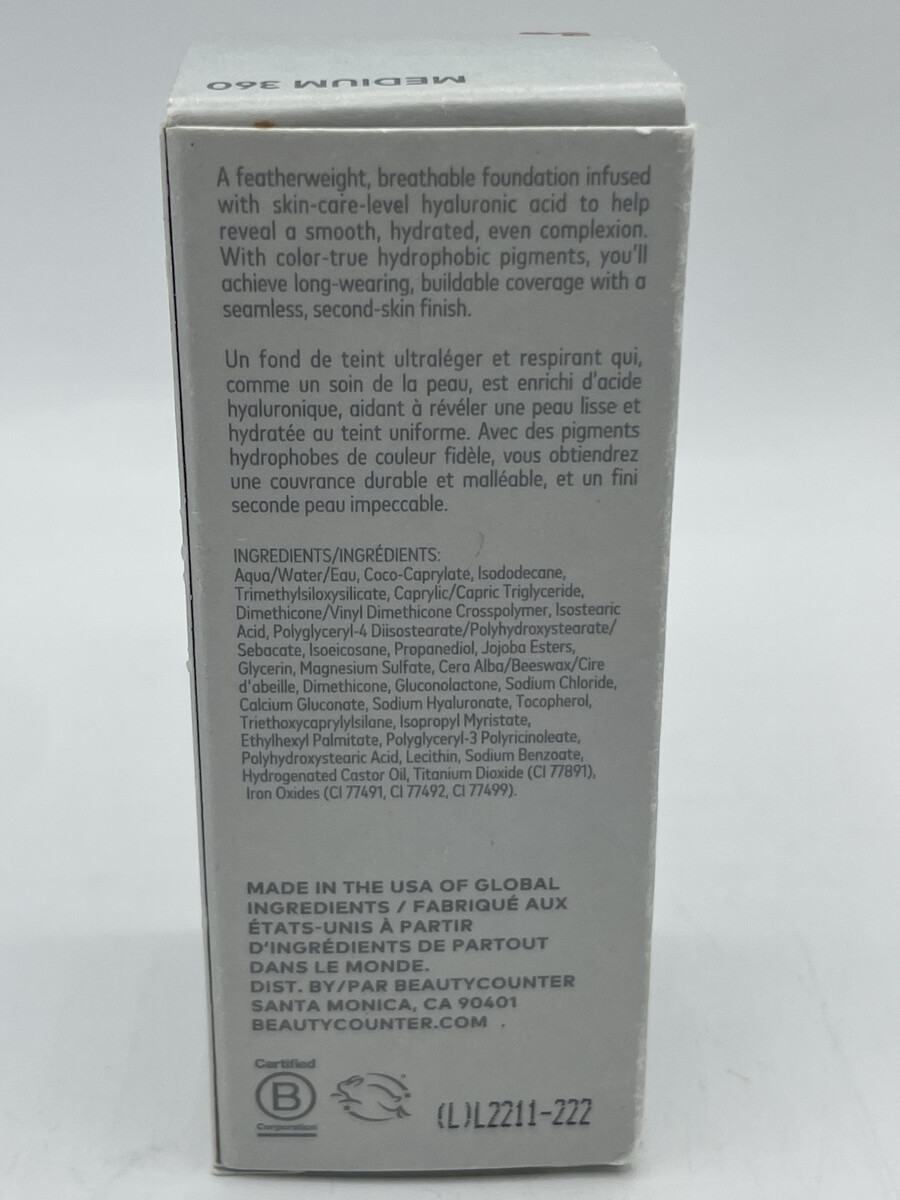 MEDIUM 360
A featherweight, breathable foundation infused
with skin-care-level hyaluronic acid to help
reveal a smooth, hydrated, even complexion.
With color-true hydrophobic pigments, you'll
achieve long-wearing, buildable coverage with a
seamless, second-skin finish.
Un fond de teint ultraléger et respirant qui,
comme un soin de la peau, est enrichi d'acide
hyaluronique, aidant à révéler une peau lisse et
hydratée au teint uniforme. Avec des pigments
hydrophobes de couleur fidèle, vous obtiendrez
une couvrance durable et malléable, et un fini
seconde peau impeccable.
INGREDIENTS/INGRÉDIENTS:
Aqua/Water/Eau, Coco-Caprylate, Isododecane,
Trimethylsiloxysilicate, Caprylic/Capric Triglyceride,
Dimethicone/Vinyl Dimethicone Crosspolymer, Isostearic
Acid, Polyglyceryl-4 Diisostearate/Polyhydroxystearate/
Sebacate, Isoeicosane, Propanediol, Jojoba Esters,
Glycerin, Magnesium Sulfate, Cera Alba/Beeswax/Cire
d'abeille, Dimethicone, Gluconolactone, Sodium Chloride,
Calcium Gluconate, Sodium Hyaluronate, Tocopherol,
Triethoxycaprylylsilane, Isopropyl Myristate,
Ethylhexyl Palmitate, Polyglyceryl-3 Polyricinoleate,
Polyhydroxystearic Acid, Lecithin, Sodium Benzoate,
Hydrogenated Castor Oil, Titanium Dioxide (CI 77891),
Iron Oxides (CI 77491, CI 77492, CI 77499).
MADE IN THE USA OF GLOBAL
INGREDIENTS / FABRIQUÉ AUX
ÉTATS-UNIS À PARTIR
D'INGRÉDIENTS DE PARTOUT
DANS LE MONDE.
DIST. BY/PAR BEAUTYCOUNTER
SANTA MONICA, CA 90401
BEAUTYCOUNTER.COM
Certified
B
Corporation
(L)L2211-222